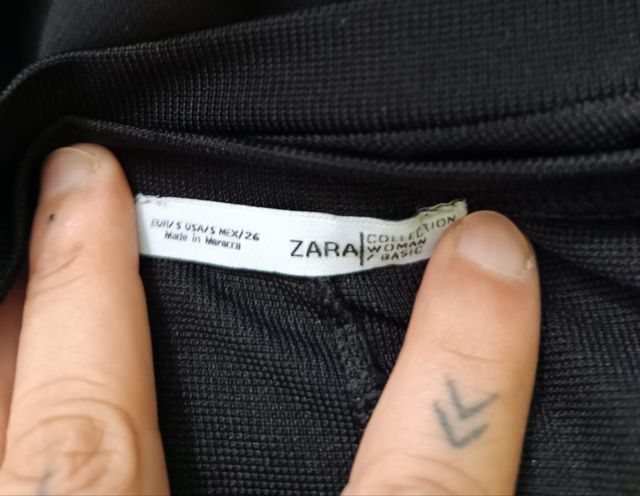 EUR/S USA/S MEX/26
Made in Morocco
ZARA
COLLECTION
WOMAN
/ BASIC